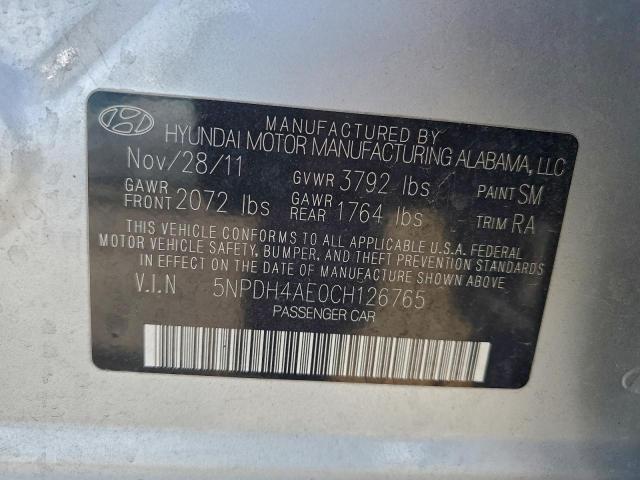 MANUFACTURED BY
HYUNDAI MOTOR MANUFACTURING ALABAMA, LLC
Nov/28/11 GVWR 3792 lbs PAINT SM
GAWR FRONT 2072 lbs GAWR REAR 1764 lbs TRIM RA
THIS VEHICLE CONFORMS TO ALL APPLICABLE U.S.A. FEDERAL
MOTOR VEHICLE SAFETY, BUMPER, AND THEFT PREVENTION
STANDARDS IN EFFECT ON THE DATE OF MANUFACTURE SHOWN ABOVE
V.I.N 5NPDH4AE0CH126765
PASSENGER CAR